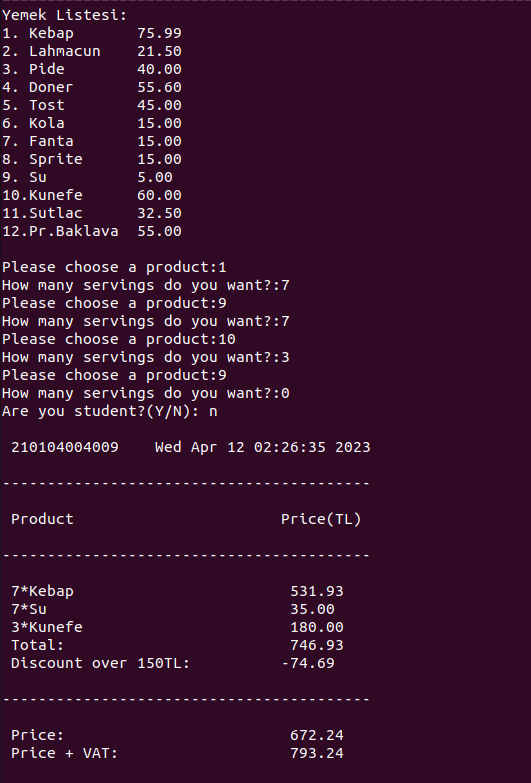 Yemek Listesi:
1. Kebap       75.99
2. Lahmacun    21.50
3. Pide        40.00
4. Doner       55.60
5. Tost        45.00
6. Kola        15.00
7. Fanta       15.00
8. Sprite      15.00
9. Su          5.00
10.Kunefe      60.00
11.Sutlac      32.50
12.Pr.Baklava  55.00
Please choose a product:1
How many servings do you want?:7
Please choose a product:9
How many servings do you want?:7
Please choose a product:10
How many servings do you want?:3
Please choose a product:9
How many servings do you want?:0
Are you student?(Y/N): n
210104004009    Wed Apr 12 02:26:35 2023
-----------------------------------------
Product                       Price(TL)
-----------------------------------------
7*Kebap                        531.93
7*Su                           35.00
3*Kunefe                       180.00
Total:                         746.93
Discount over 150TL:          -74.69
-----------------------------------------
Price:                         672.24
Price + VAT:                   793.24